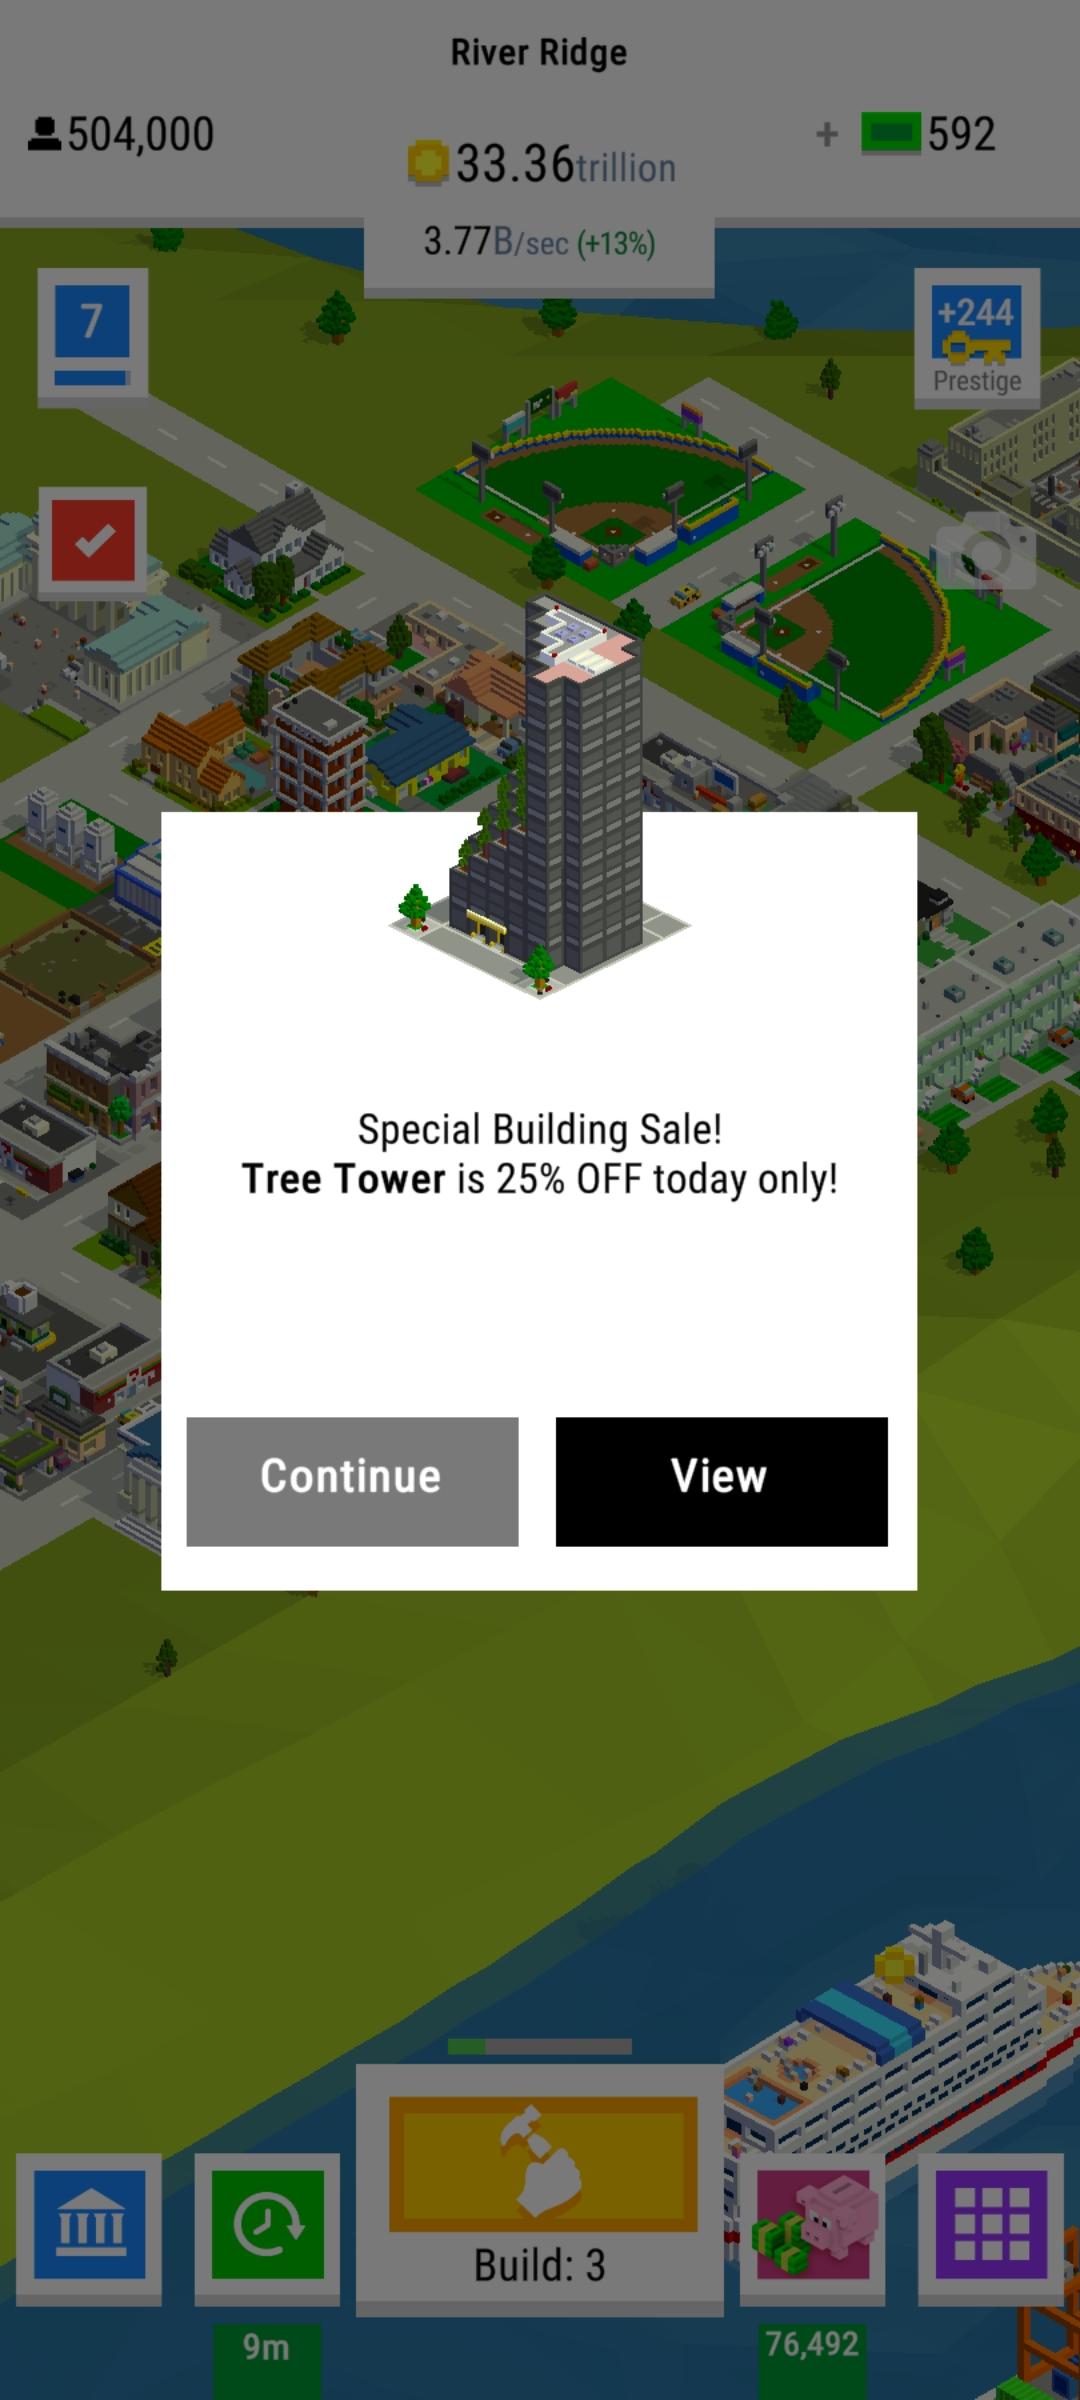 River Ridge
504,000
33.36trillion
+ 592
3.77B/sec (+13%)
7
+244
Prestige
Special Building Sale!
Tree Tower is 25% OFF today only!
Continue
View
Build: 3
9m
76,492